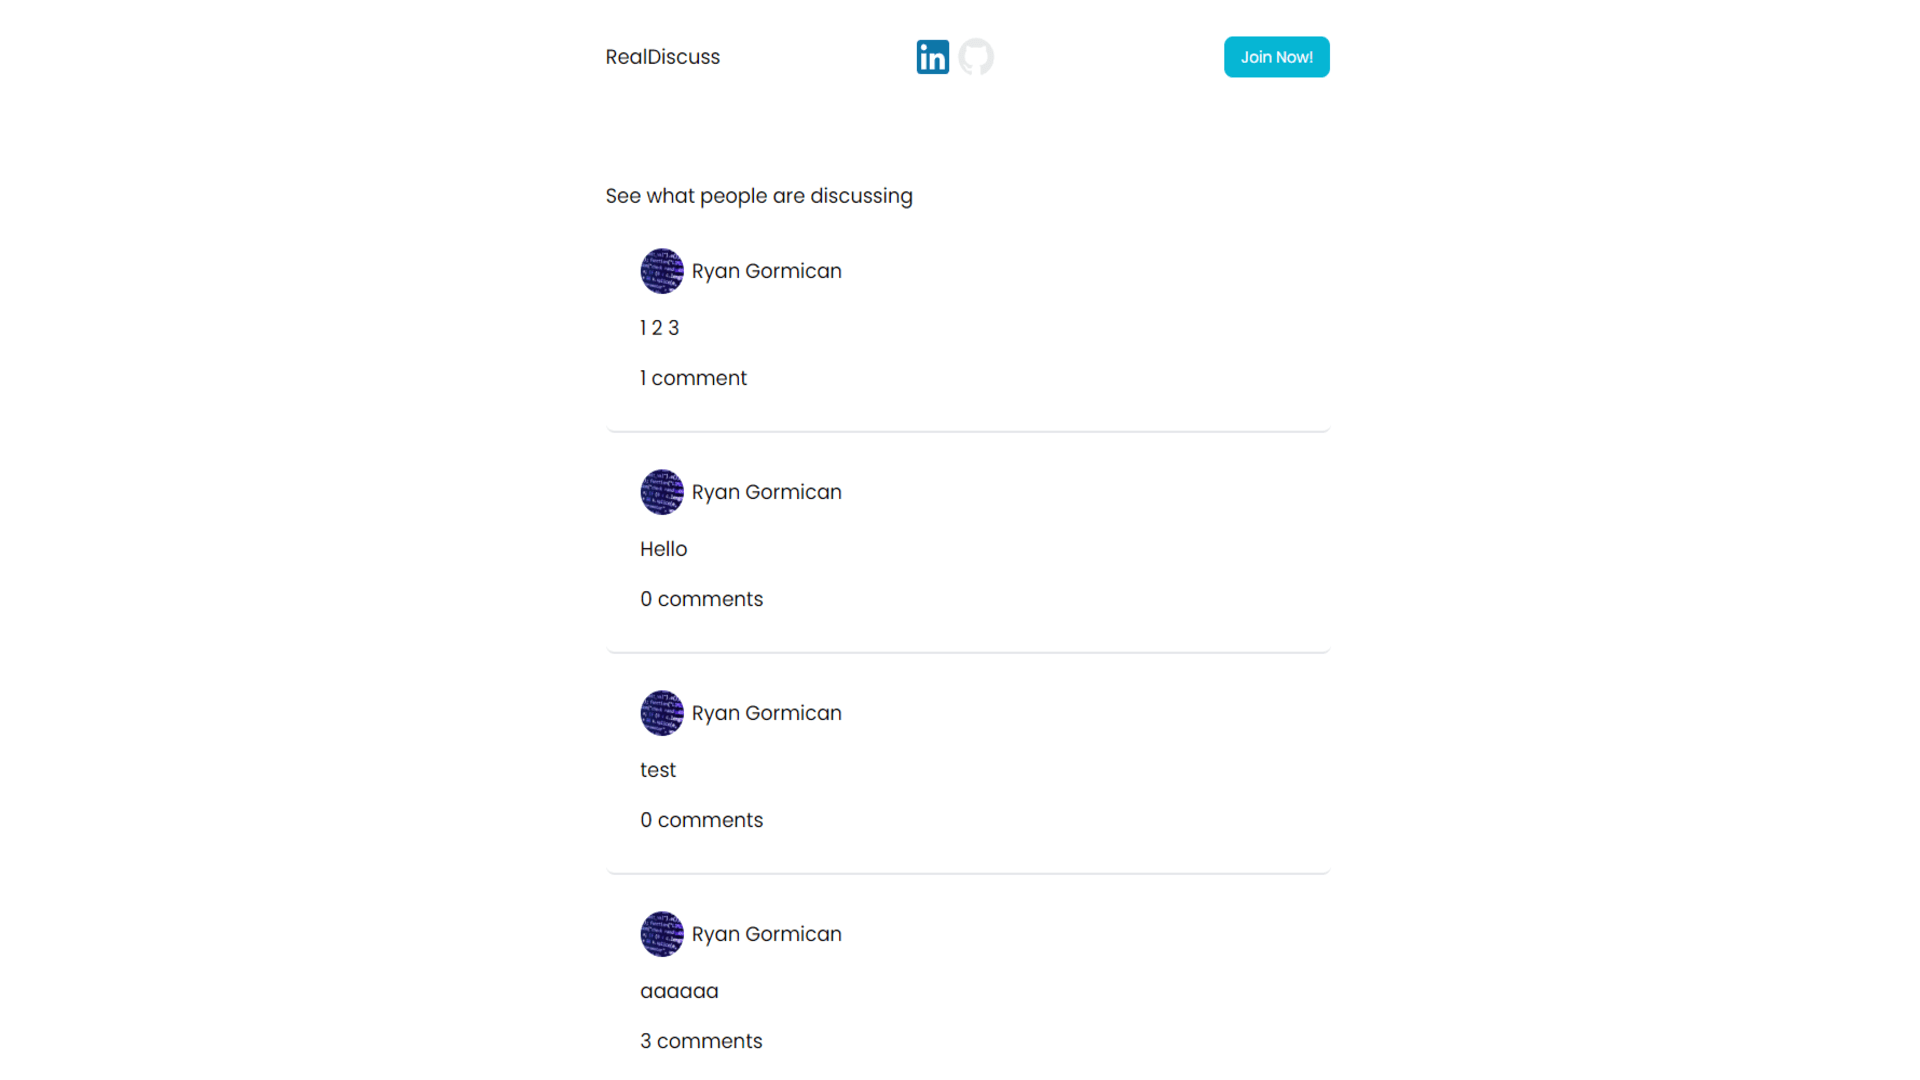 RealDiscuss
in
Join Now!
See what people are discussing
Ryan Gormican
1 2 3
1 comment
Ryan Gormican
Hello
0 comments
Ryan Gormican
test
0 comments
Ryan Gormican
aaaaaa
3 comments